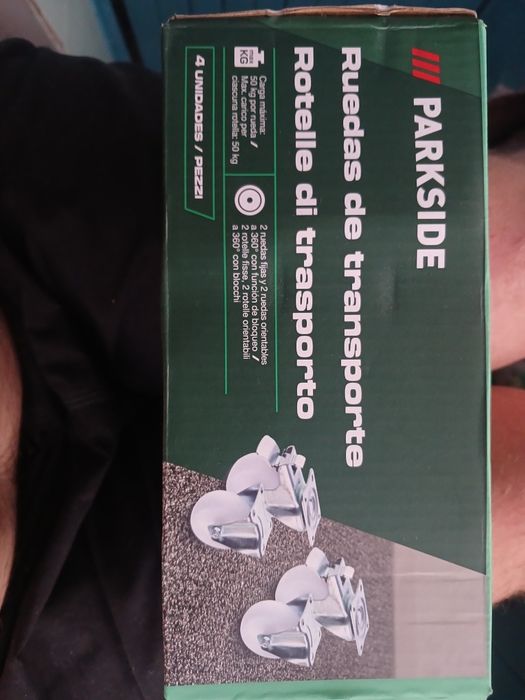 PARKSIDE
Ruedas de transporte
Rotelle di trasporto
KG
Carga máxima:
50 kg por rueda /
Max. carico per
ciascuna rotella: 50 kg
2 ruedas fijas y 2 ruedas orientables
a 360° con función de bloqueo /
2 rotelle fisse, 2 rotelle orientabili
a 360° con blocchi
4 UNIDADES / PEZZI